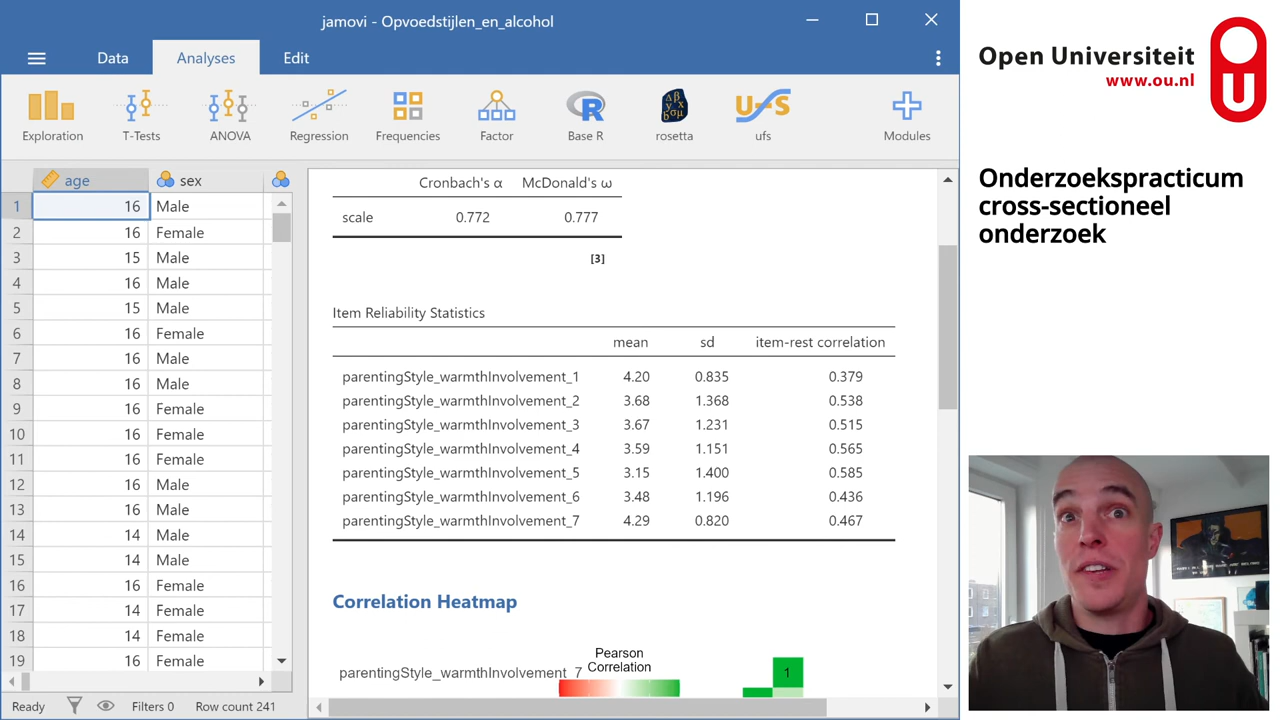 jamovi - Opvoedstijlen_en_alcohol
Data
Analyses
Edit
Exploration
T-Tests
ANOVA
Regression
Frequencies
Factor
Base R
rosetta
ufs
Modules
age
sex
1 16 Male
2 16 Female
3 15 Male
4 16 Male
5 15 Male
6 16 Female
7 16 Male
8 16 Male
9 16 Female
10 16 Female
11 16 Female
12 16 Male
13 16 Male
14 14 Male
15 14 Male
16 16 Female
17 14 Female
18 14 Female
19 16 Female
Ready
Filters 0
Row count 241
Cronbach's α McDonald's ω
scale 0.772 0.777
[3]
Item Reliability Statistics
mean sd item-rest correlation
parentingStyle_warmthInvolvement_1 4.20 0.835 0.379
parentingStyle_warmthInvolvement_2 3.68 1.368 0.538
parentingStyle_warmthInvolvement_3 3.67 1.231 0.515
parentingStyle_warmthInvolvement_4 3.59 1.151 0.565
parentingStyle_warmthInvolvement_5 3.15 1.400 0.585
parentingStyle_warmthInvolvement_6 3.48 1.196 0.436
parentingStyle_warmthInvolvement_7 4.29 0.820 0.467
Correlation Heatmap
Pearson
Correlation
parentingStyle_warmthInvolvement_7
1
Open Universiteit
www.ou.nl
Onderzoekspracticum
cross-sectioneel
onderzoek